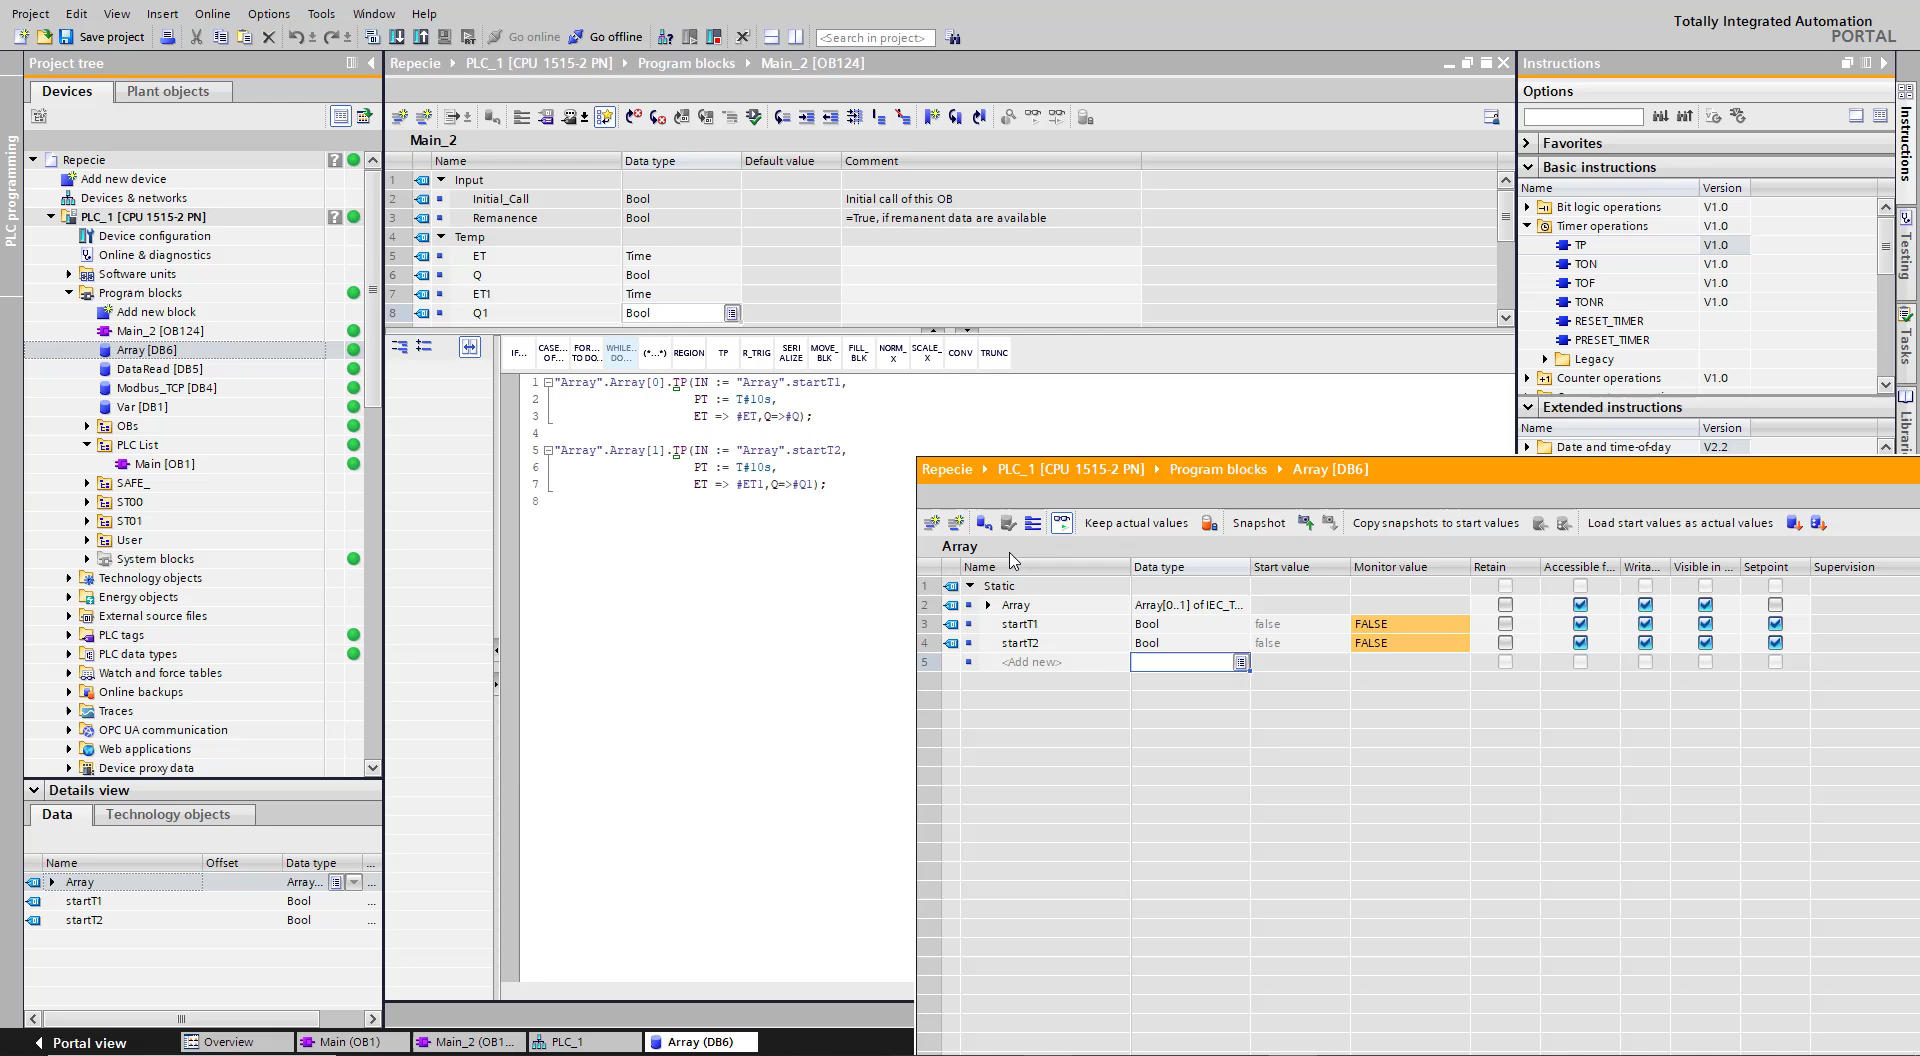 Project Edit View Insert Online Options Tools Window Help
Totally Integrated Automation
PORTAL
Save project
Go online
Go offline
<Search in project>
Project tree
Devices
Plant objects
PLC programming
Repecie
Add new device
Devices & networks
PLC_1 [CPU 1515-2 PN]
Device configuration
Online & diagnostics
Software units
Program blocks
Add new block
Main_2 [OB124]
Array [DB6]
DataRead [DB5]
Modbus_TCP [DB4]
Var [DB1]
OBs
PLC List
Main [OB1]
SAFE_
ST00
ST01
User
System blocks
Technology objects
Energy objects
External source files
PLC tags
PLC data types
Watch and force tables
Online backups
Traces
OPC UA communication
Web applications
Device proxy data
Details view
Data
Technology objects
Name Offset Data type ...
Array Array... ...
startT1 Bool ...
startT2 Bool ...
Repecie PLC_1 [CPU 1515-2 PN] Program blocks Main_2 [OB124]
Main_2
Name Data type Default value Comment
1 Input
2 Initial_Call Bool Initial call of this OB
3 Remanence Bool =True, if remanent data are available
4 Temp
5 ET Time
6 Q Bool
7 ET1 Time
8 Q1 Bool
IF... CASE... OF... FOR... TO DO... WHILE... DO... (*...*) REGION TP R_TRIG SERI ALIZE MOVE_ BLK FILL_ BLK NORM_ X SCALE_ X CONV TRUNC
1 "Array".Array[0].TP(IN := "Array".startT1,
2 PT := T#10s,
3 ET => #ET,Q=>#Q);
4
5 "Array".Array[1].TP(IN := "Array".startT2,
6 PT := T#10s,
7 ET => #ET1,Q=>#Q1);
8
Instructions
Options
Favorites
Basic instructions
Name Version
Bit logic operations V1.0
Timer operations V1.0
TP V1.0
TON V1.0
TOF V1.0
TONR V1.0
RESET_TIMER
PRESET_TIMER
Legacy
Counter operations V1.0
Extended instructions
Name Version
Date and time-of-day V2.2
Instructions
Testing
Tasks
Repecie PLC_1 [CPU 1515-2 PN] Program blocks Array [DB6]
Keep actual values Snapshot Copy snapshots to start values Load start values as actual values
Array
Name Data type Start value Monitor value Retain Accessible f... Writa... Visible in ... Setpoint Supervision
1 Static
2 Array Array[0..1] of IEC_T...
3 startT1 Bool false FALSE
4 startT2 Bool false FALSE
5 <Add new>
Portal view
Overview
Main (OB1)
Main_2 (OB1...
PLC_1
Array (DB6)